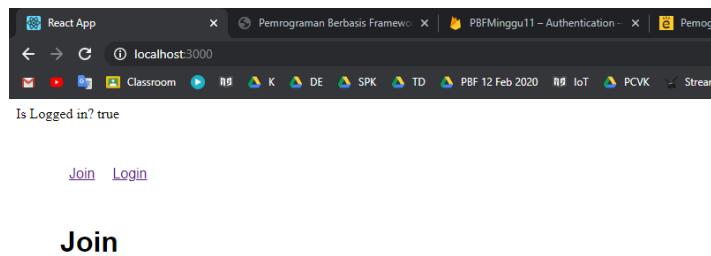 React App
Pemrograman Berbasis Framewo
PBFMinggu11 – Authentication –
Pemog
localhost:3000
Classroom
K
DE
SPK
TD
PBF 12 Feb 2020
IoT
PCVK
Strear
Is Logged in? true
Join Login
Join